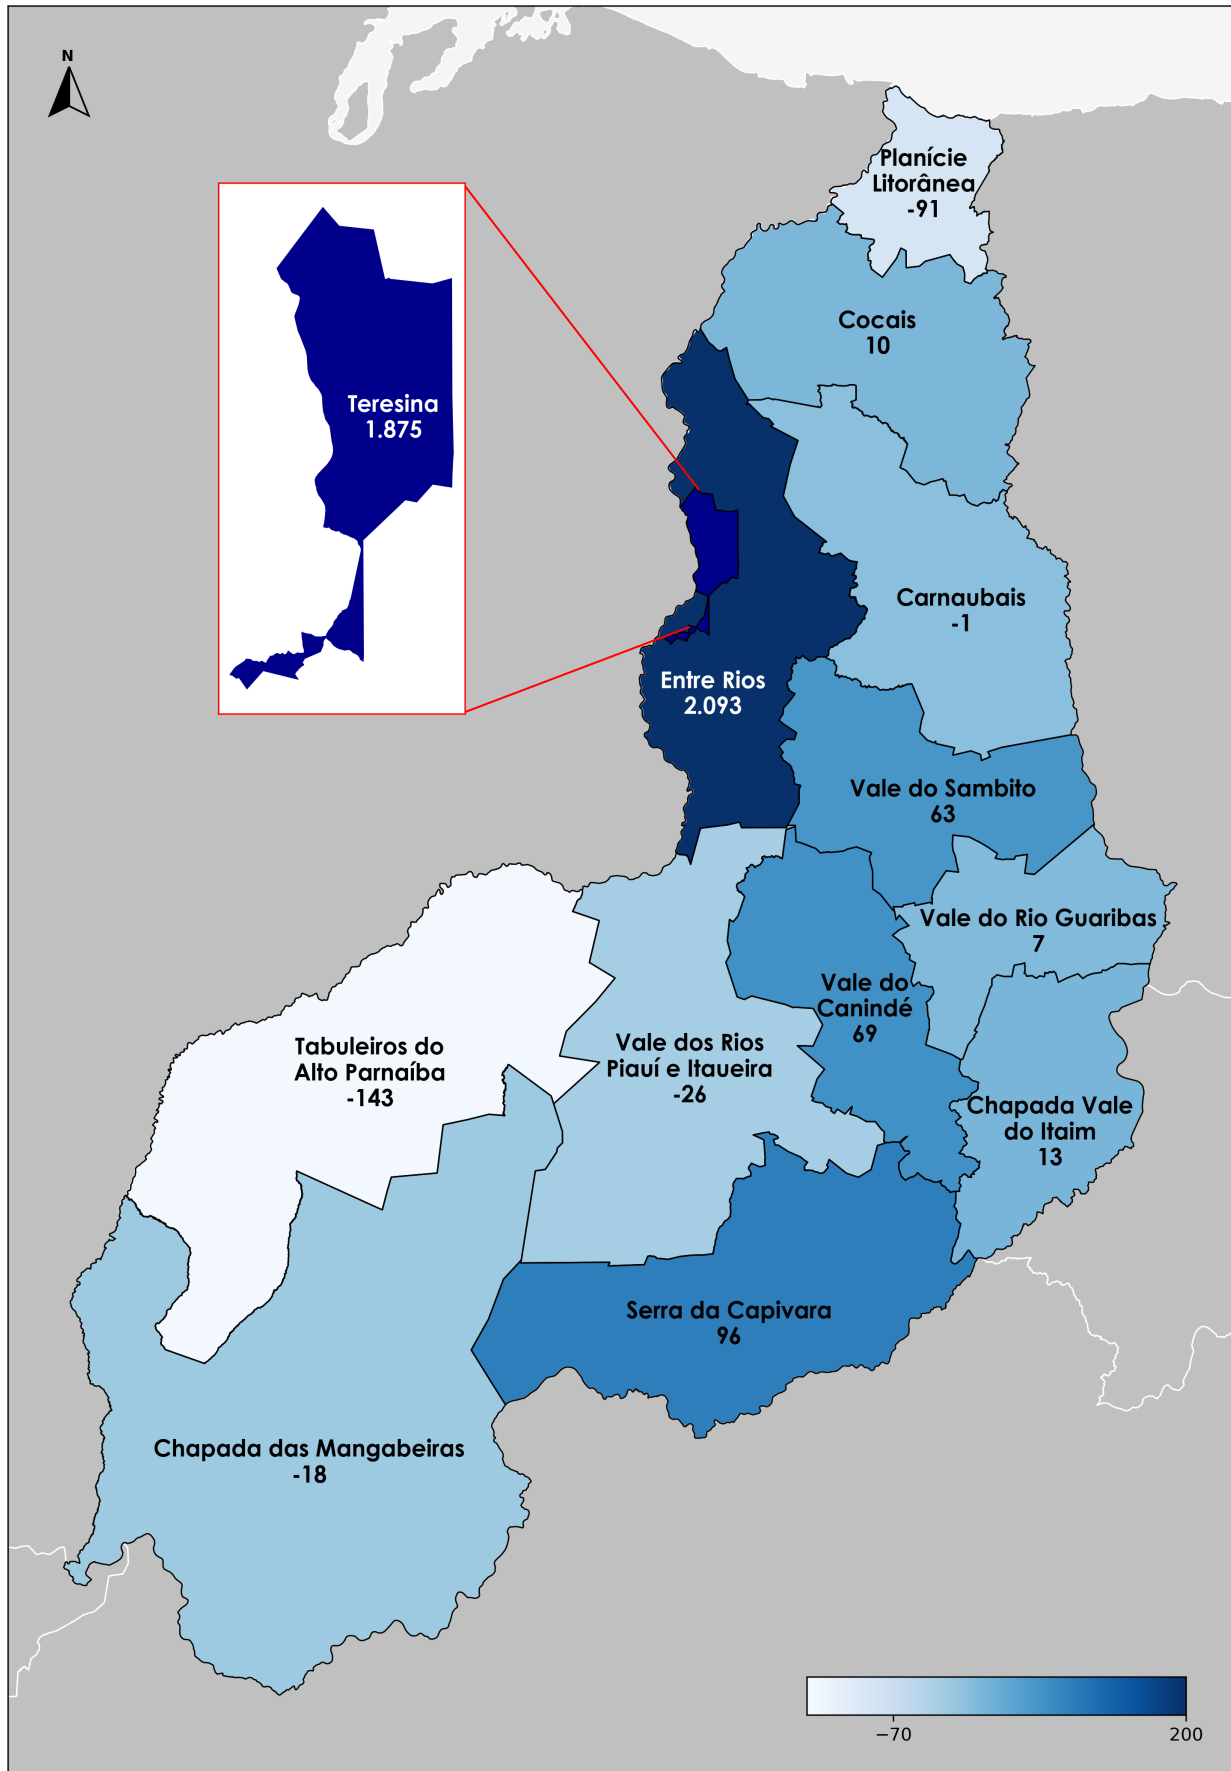 N
Planície
Litorânea
-91
Cocais
10
Teresina
1.875
Carnaubais
-1
Entre Rios
2.093
Vale do Sambito
63
Vale do Rio Guaribas
7
Vale do
Canindé
69
Tabuleiros do
Alto Parnaíba
-143
Vale dos Rios
Piauí e Itaueira
-26
Chapada Vale
do Itaim
13
Serra da Capivara
96
Chapada das Mangabeiras
-18
−70
200